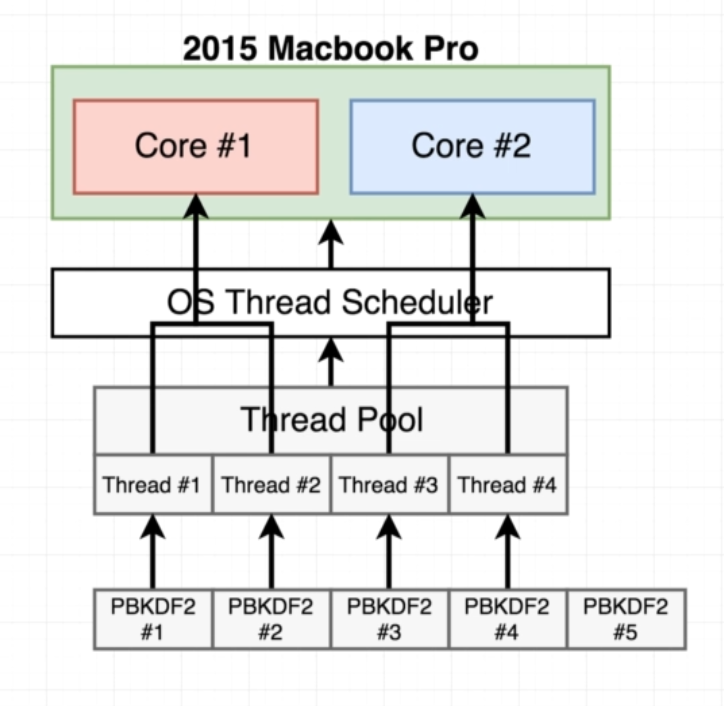 2015 Macbook Pro
Core #1
Core #2
OS Thread Scheduler
Thread Pool
Thread #1
Thread #2
Thread #3
Thread #4
PBKDF2
#1
PBKDF2
#2
PBKDF2
#3
PBKDF2
#4
PBKDF2
#5